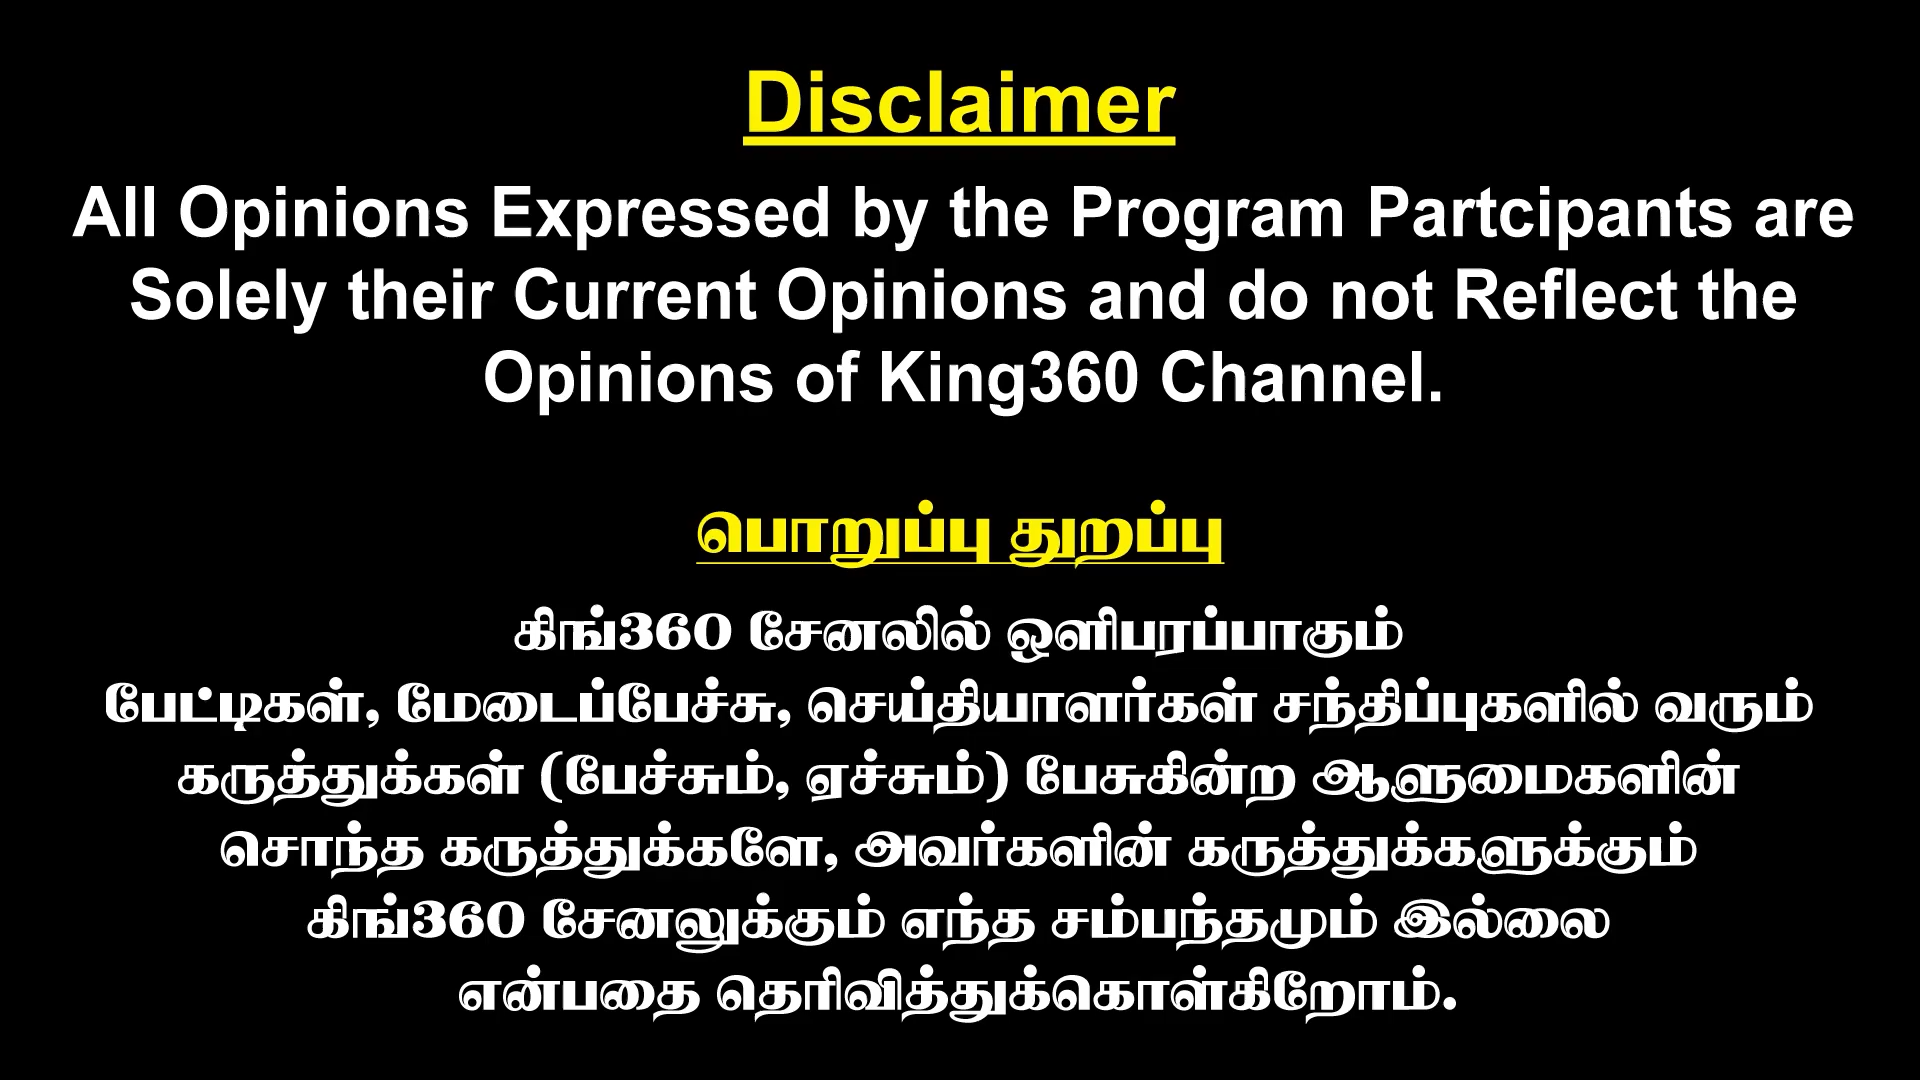 Disclaimer
All Opinions Expressed by the Program Partcipants are
Solely their Current Opinions and do not Reflect the
Opinions of King360 Channel.
பொறுப்பு துறப்பு
கிங்360 சேனலில் ஒளிபரப்பாகும்
பேட்டிகள், மேடைப்பேச்சு, செய்தியாளர்கள் சந்திப்புகளில் வரும்
கருத்துக்கள் (பேச்சும், ஏச்சும்) பேசுகின்ற ஆளுமைகளின்
சொந்த கருத்துக்களே, அவர்களின் கருத்துக்களுக்கும்
கிங்360 சேனலுக்கும் எந்த சம்பந்தமும் இல்லை
என்பதை தெரிவித்துக்கொள்கிறோம்.